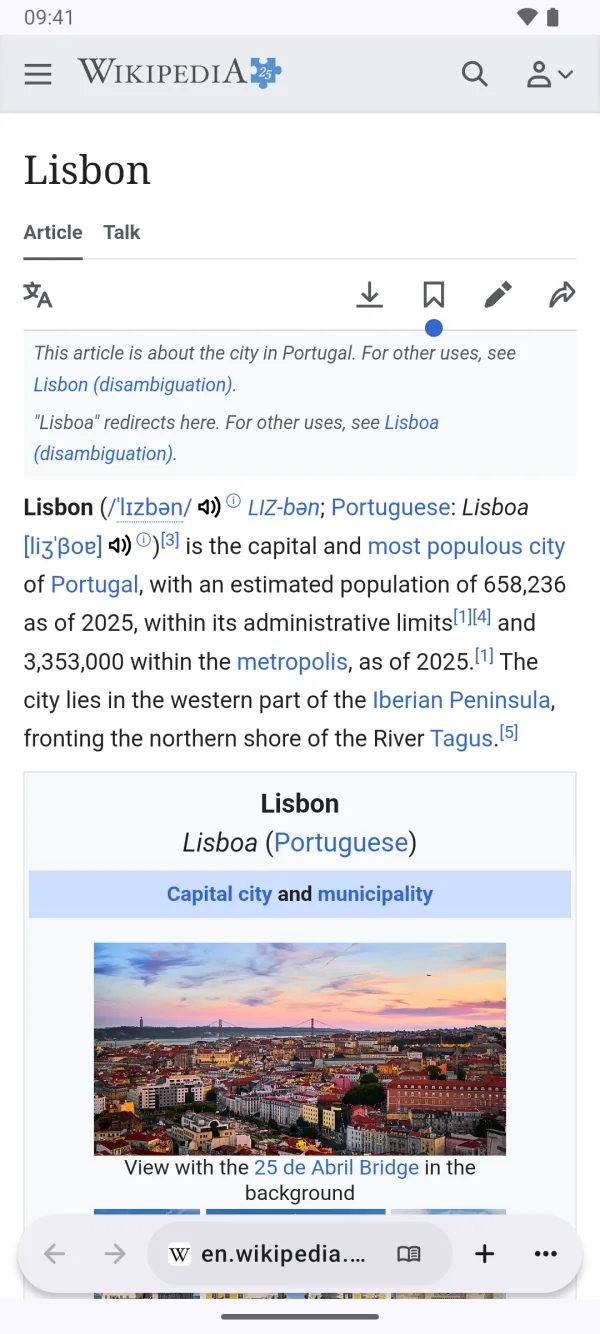 09:41
WIKIPEDIA 25
Lisbon
Article Talk
This article is about the city in Portugal. For other uses, see
Lisbon (disambiguation).
"Lisboa" redirects here. For other uses, see Lisboa
(disambiguation).
Lisbon (/ˈlɪzbən/ ⓘ LIZ-bən; Portuguese: Lisboa
[liʒˈβoɐ] ⓘ)[3] is the capital and most populous city
of Portugal, with an estimated population of 658,236
as of 2025, within its administrative limits[1][4] and
3,353,000 within the metropolis, as of 2025.[1] The
city lies in the western part of the Iberian Peninsula,
fronting the northern shore of the River Tagus.[5]
Lisbon
Lisboa (Portuguese)
Capital city and municipality
View with the 25 de Abril Bridge in the
background
W en.wikipedia....